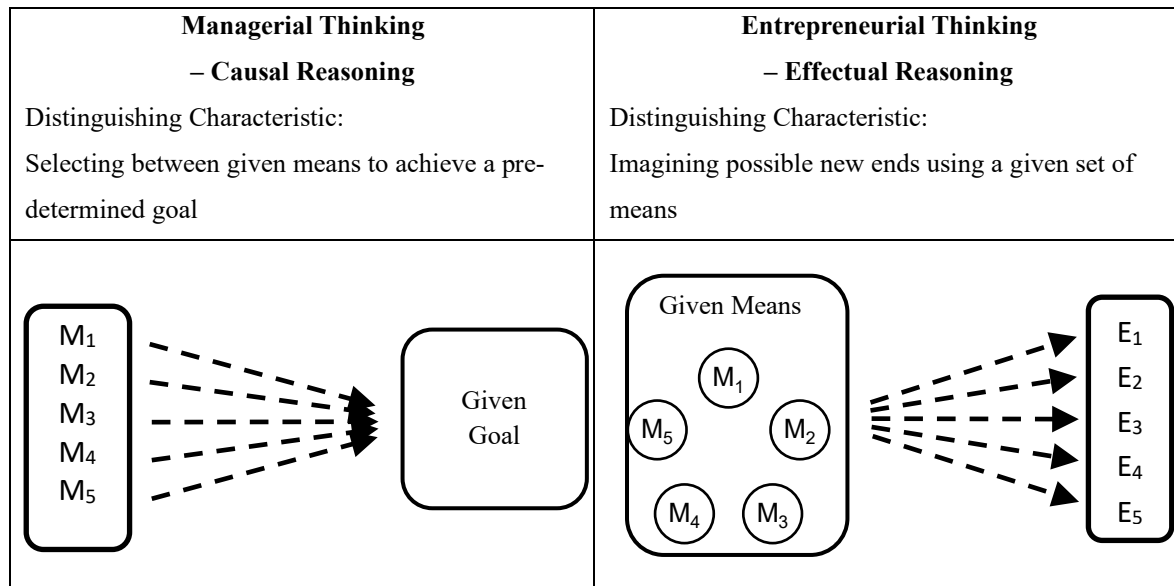 Managerial Thinking
– Causal Reasoning
Distinguishing Characteristic:
Selecting between given means to achieve a pre-
determined goal
Entrepreneurial Thinking
– Effectual Reasoning
Distinguishing Characteristic:
Imagining possible new ends using a given set of
means
M₁
M₂
M₃
M₄
M₅
Given
Goal
Given Means
M₁
M₅
M₂
M₄
M₃
E₁
E₂
E₃
E₄
E₅